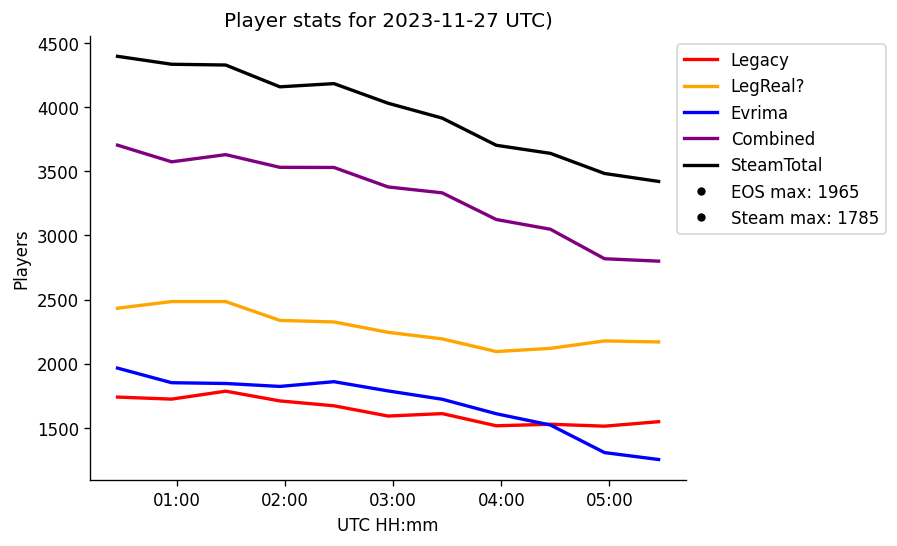 Player stats for 2023-11-27 UTC)
4500
4000
3500
3000
2500
2000
1500
Players
01:00
02:00
03:00
04:00
05:00
UTC HH:mm
Legacy
LegReal?
Evrima
Combined
SteamTotal
EOS max: 1965
Steam max: 1785